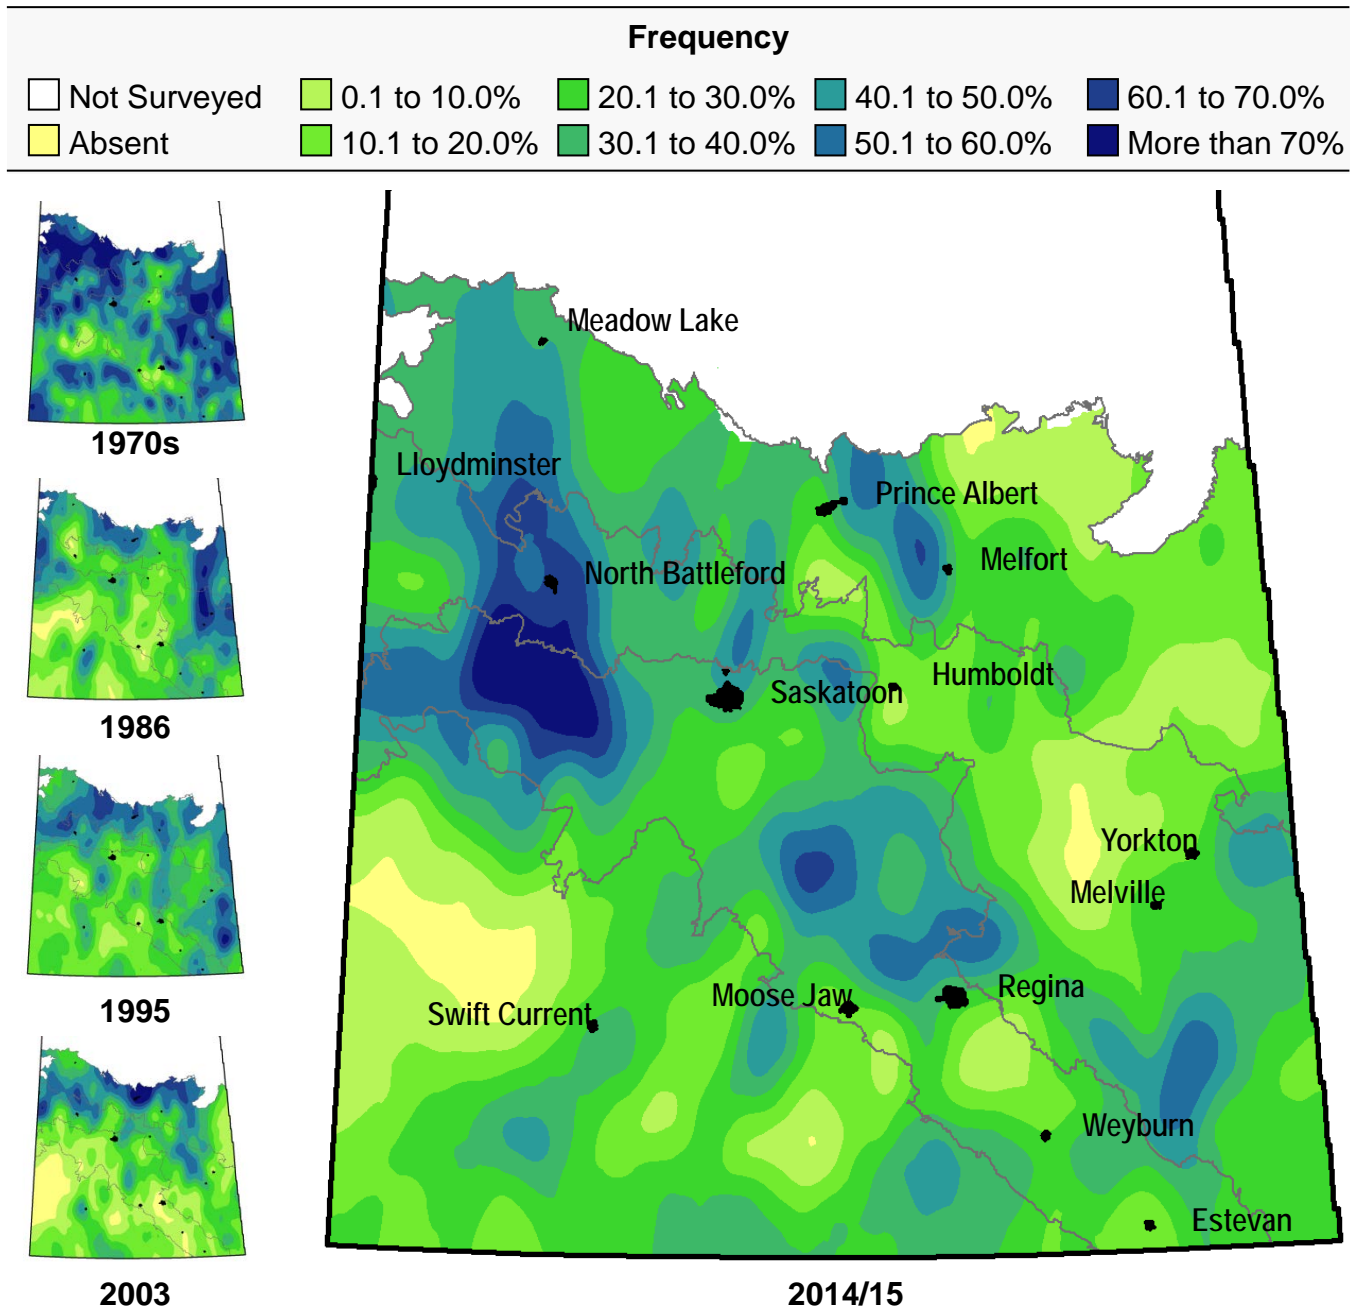 Frequency
Not Surveyed 0.1 to 10.0% 20.1 to 30.0% 40.1 to 50.0% 60.1 to 70.0%
Absent 10.1 to 20.0% 30.1 to 40.0% 50.1 to 60.0% More than 70%
Meadow Lake
1970s
Lloydminster
Prince Albert
Melfort
North Battleford
Humboldt
Saskatoon
1986
Yorkton
Melville
Regina
Moose Jaw
1995
Swift Current
Weyburn
Estevan
2003
2014/15